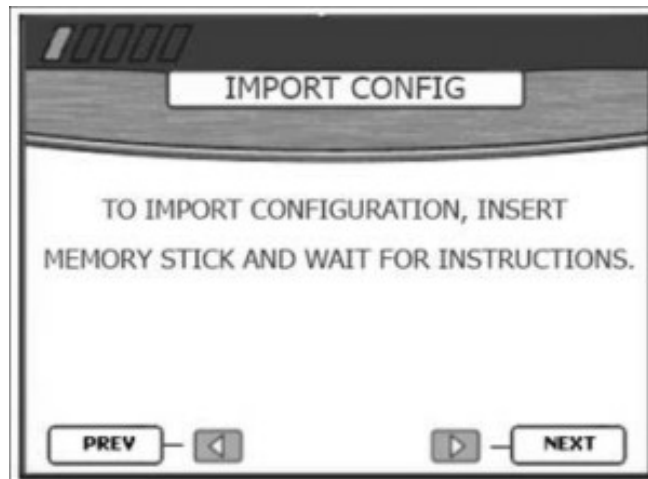 IMPORT CONFIG
TO IMPORT CONFIGURATION, INSERT
MEMORY STICK AND WAIT FOR INSTRUCTIONS.
PREV
NEXT